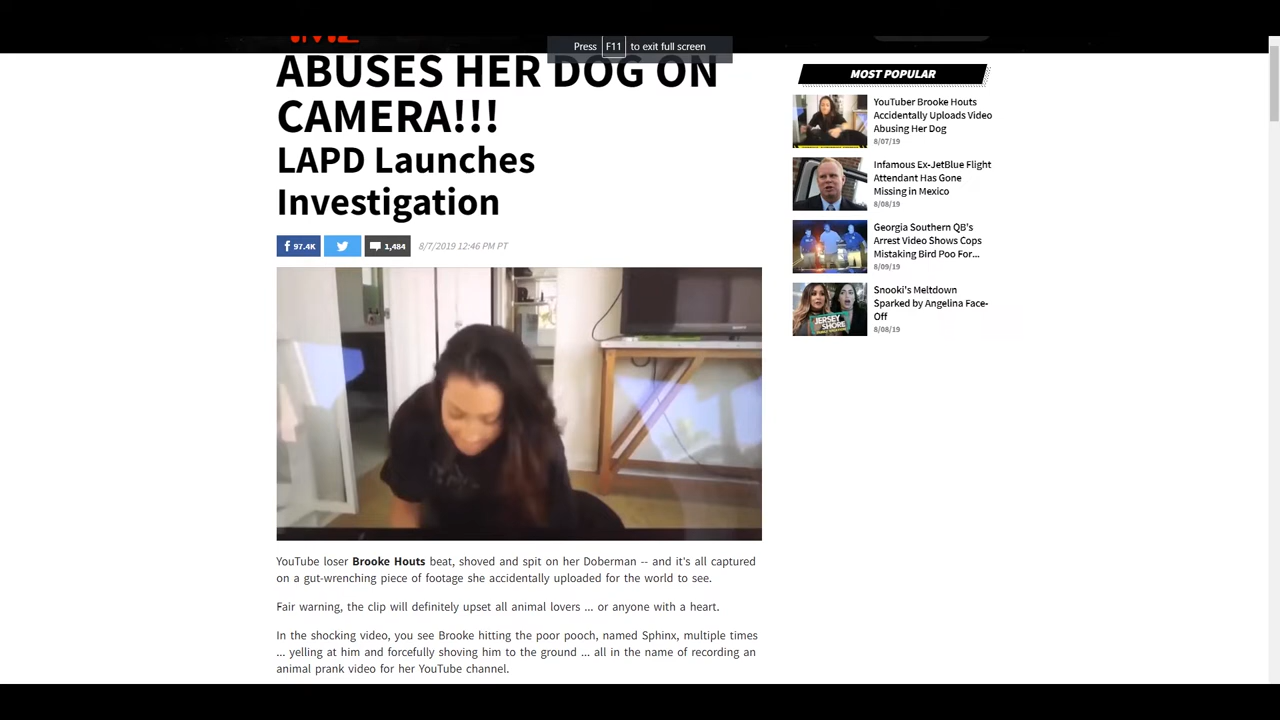 Press F11 to exit full screen
ABUSES HER DOG ON
CAMERA!!!
LAPD Launches
Investigation
97.4K
1,484
8/7/2019 12:46 PM PT
YouTube loser Brooke Houts beat, shoved and spit on her Doberman -- and it's all captured
on a gut-wrenching piece of footage she accidentally uploaded for the world to see.
Fair warning, the clip will definitely upset all animal lovers ... or anyone with a heart.
In the shocking video, you see Brooke hitting the poor pooch, named Sphinx, multiple times
... yelling at him and forcefully shoving him to the ground ... all in the name of recording an
animal prank video for her YouTube channel.
MOST POPULAR
YouTuber Brooke Houts
Accidentally Uploads Video
Abusing Her Dog
8/07/19
Infamous Ex-JetBlue Flight
Attendant Has Gone
Missing in Mexico
8/08/19
Georgia Southern QB's
Arrest Video Shows Cops
Mistaking Bird Poo For...
8/09/19
Snooki's Meltdown
Sparked by Angelina Face-
Off
8/08/19
JERSEY
SHORE